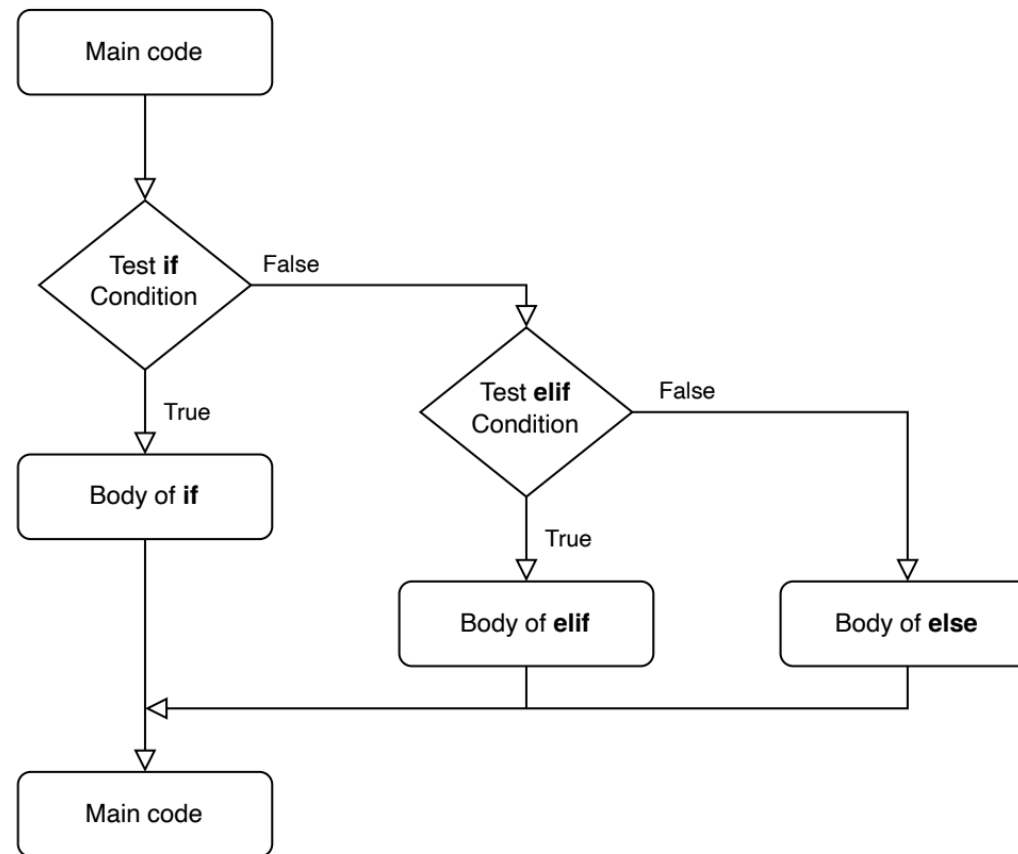 Main code
Test if
Condition
False
True
Test elif
Condition
False
Body of if
True
Body of elif
Body of else
Main code